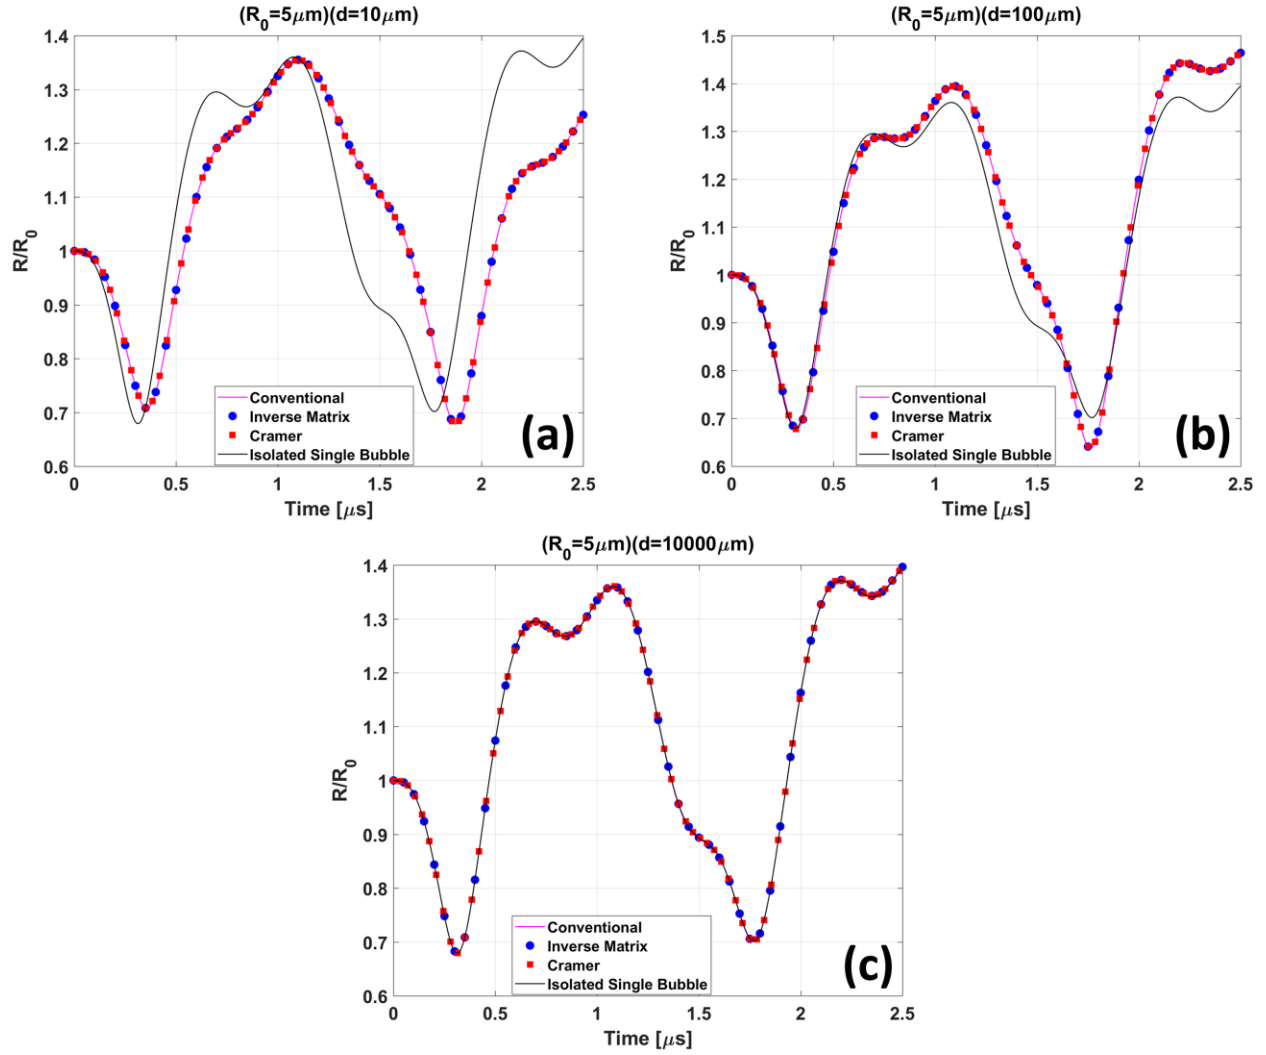 (R₀=5μm)(d=10μm)
R/R₀
1.4
1.3
1.2
1.1
1
0.9
0.8
0.7
0.6
Conventional
Inverse Matrix
Cramer
Isolated Single Bubble
(a)
0 0.5 1 1.5 2 2.5
Time [μs]
(R₀=5μm)(d=100μm)
R/R₀
1.5
1.4
1.3
1.2
1.1
1
0.9
0.8
0.7
0.6
Conventional
Inverse Matrix
Cramer
Isolated Single Bubble
(b)
0 0.5 1 1.5 2 2.5
Time [μs]
(R₀=5μm)(d=10000μm)
R/R₀
1.4
1.3
1.2
1.1
1
0.9
0.8
0.7
0.6
Conventional
Inverse Matrix
Cramer
Isolated Single Bubble
(c)
0 0.5 1 1.5 2 2.5
Time [μs]